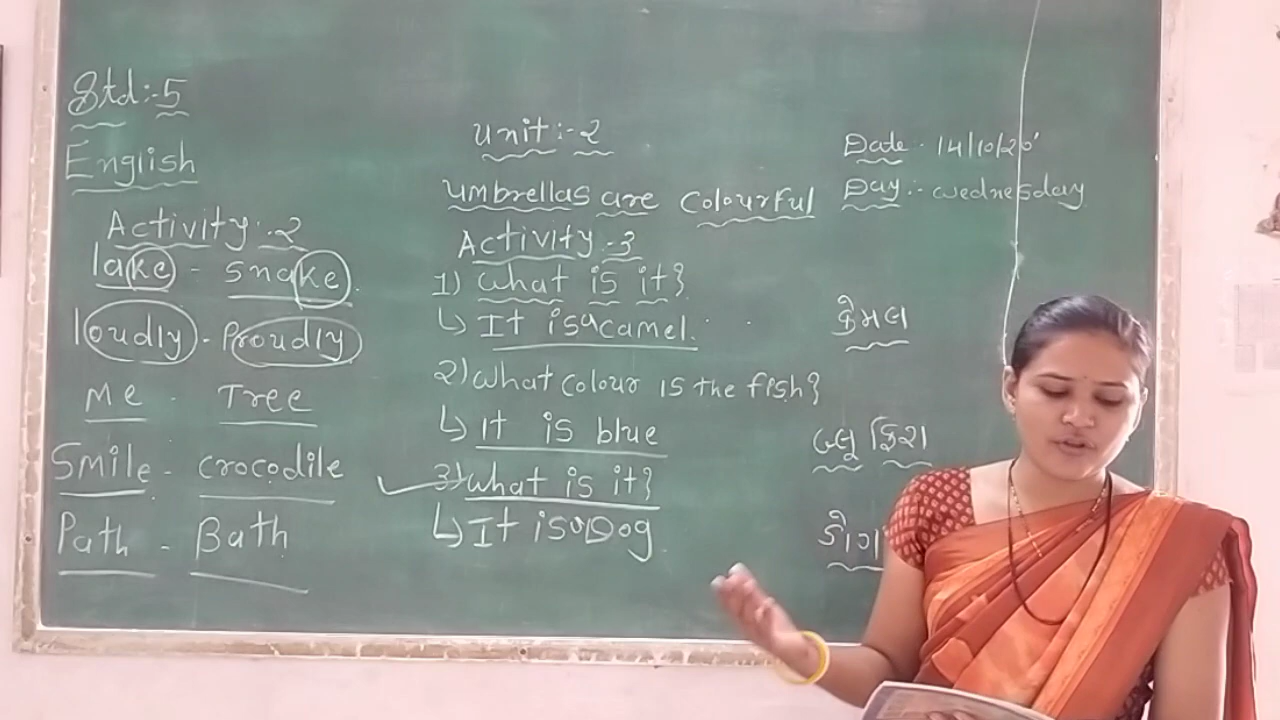 Std:-5
English
Activity:-2
lake - snake
loudly - Proudly
Me - Tree
Smile - crocodile
Path - Bath
Unit:-2
Umbrellas are Colourful
Activity:-3
1) What is it?
↳ It is a camel.
2) What colour is the fish?
↳ It is blue
3) What is it?
↳ It is a Dog
Date - 14/10/20
Day:- Wednesday
કેમલ
બ્લુ ફિશ
ડોગ